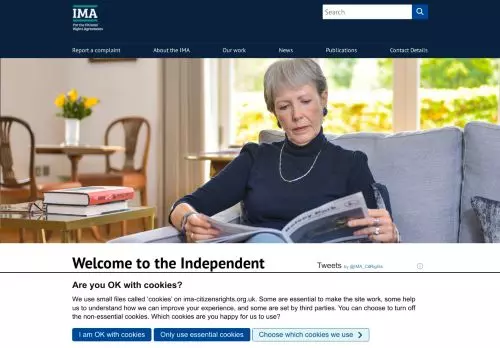 IMA
For the Citizens'
Rights Agreements
Search
Report a complaint
About the IMA
Our work
News
Publications
Contact Details
Welcome to the Independent
Tweets by @IMA_CitRights
Are you OK with cookies?
We use small files called 'cookies' on ima-citizensrights.org.uk. Some are essential to make the site work, some help
us to understand how we can improve your experience, and some are set by third parties. You can choose to turn off
the non-essential cookies. Which cookies are you happy for us to use?
I am OK with cookies
Only use essential cookies
Choose which cookies we use